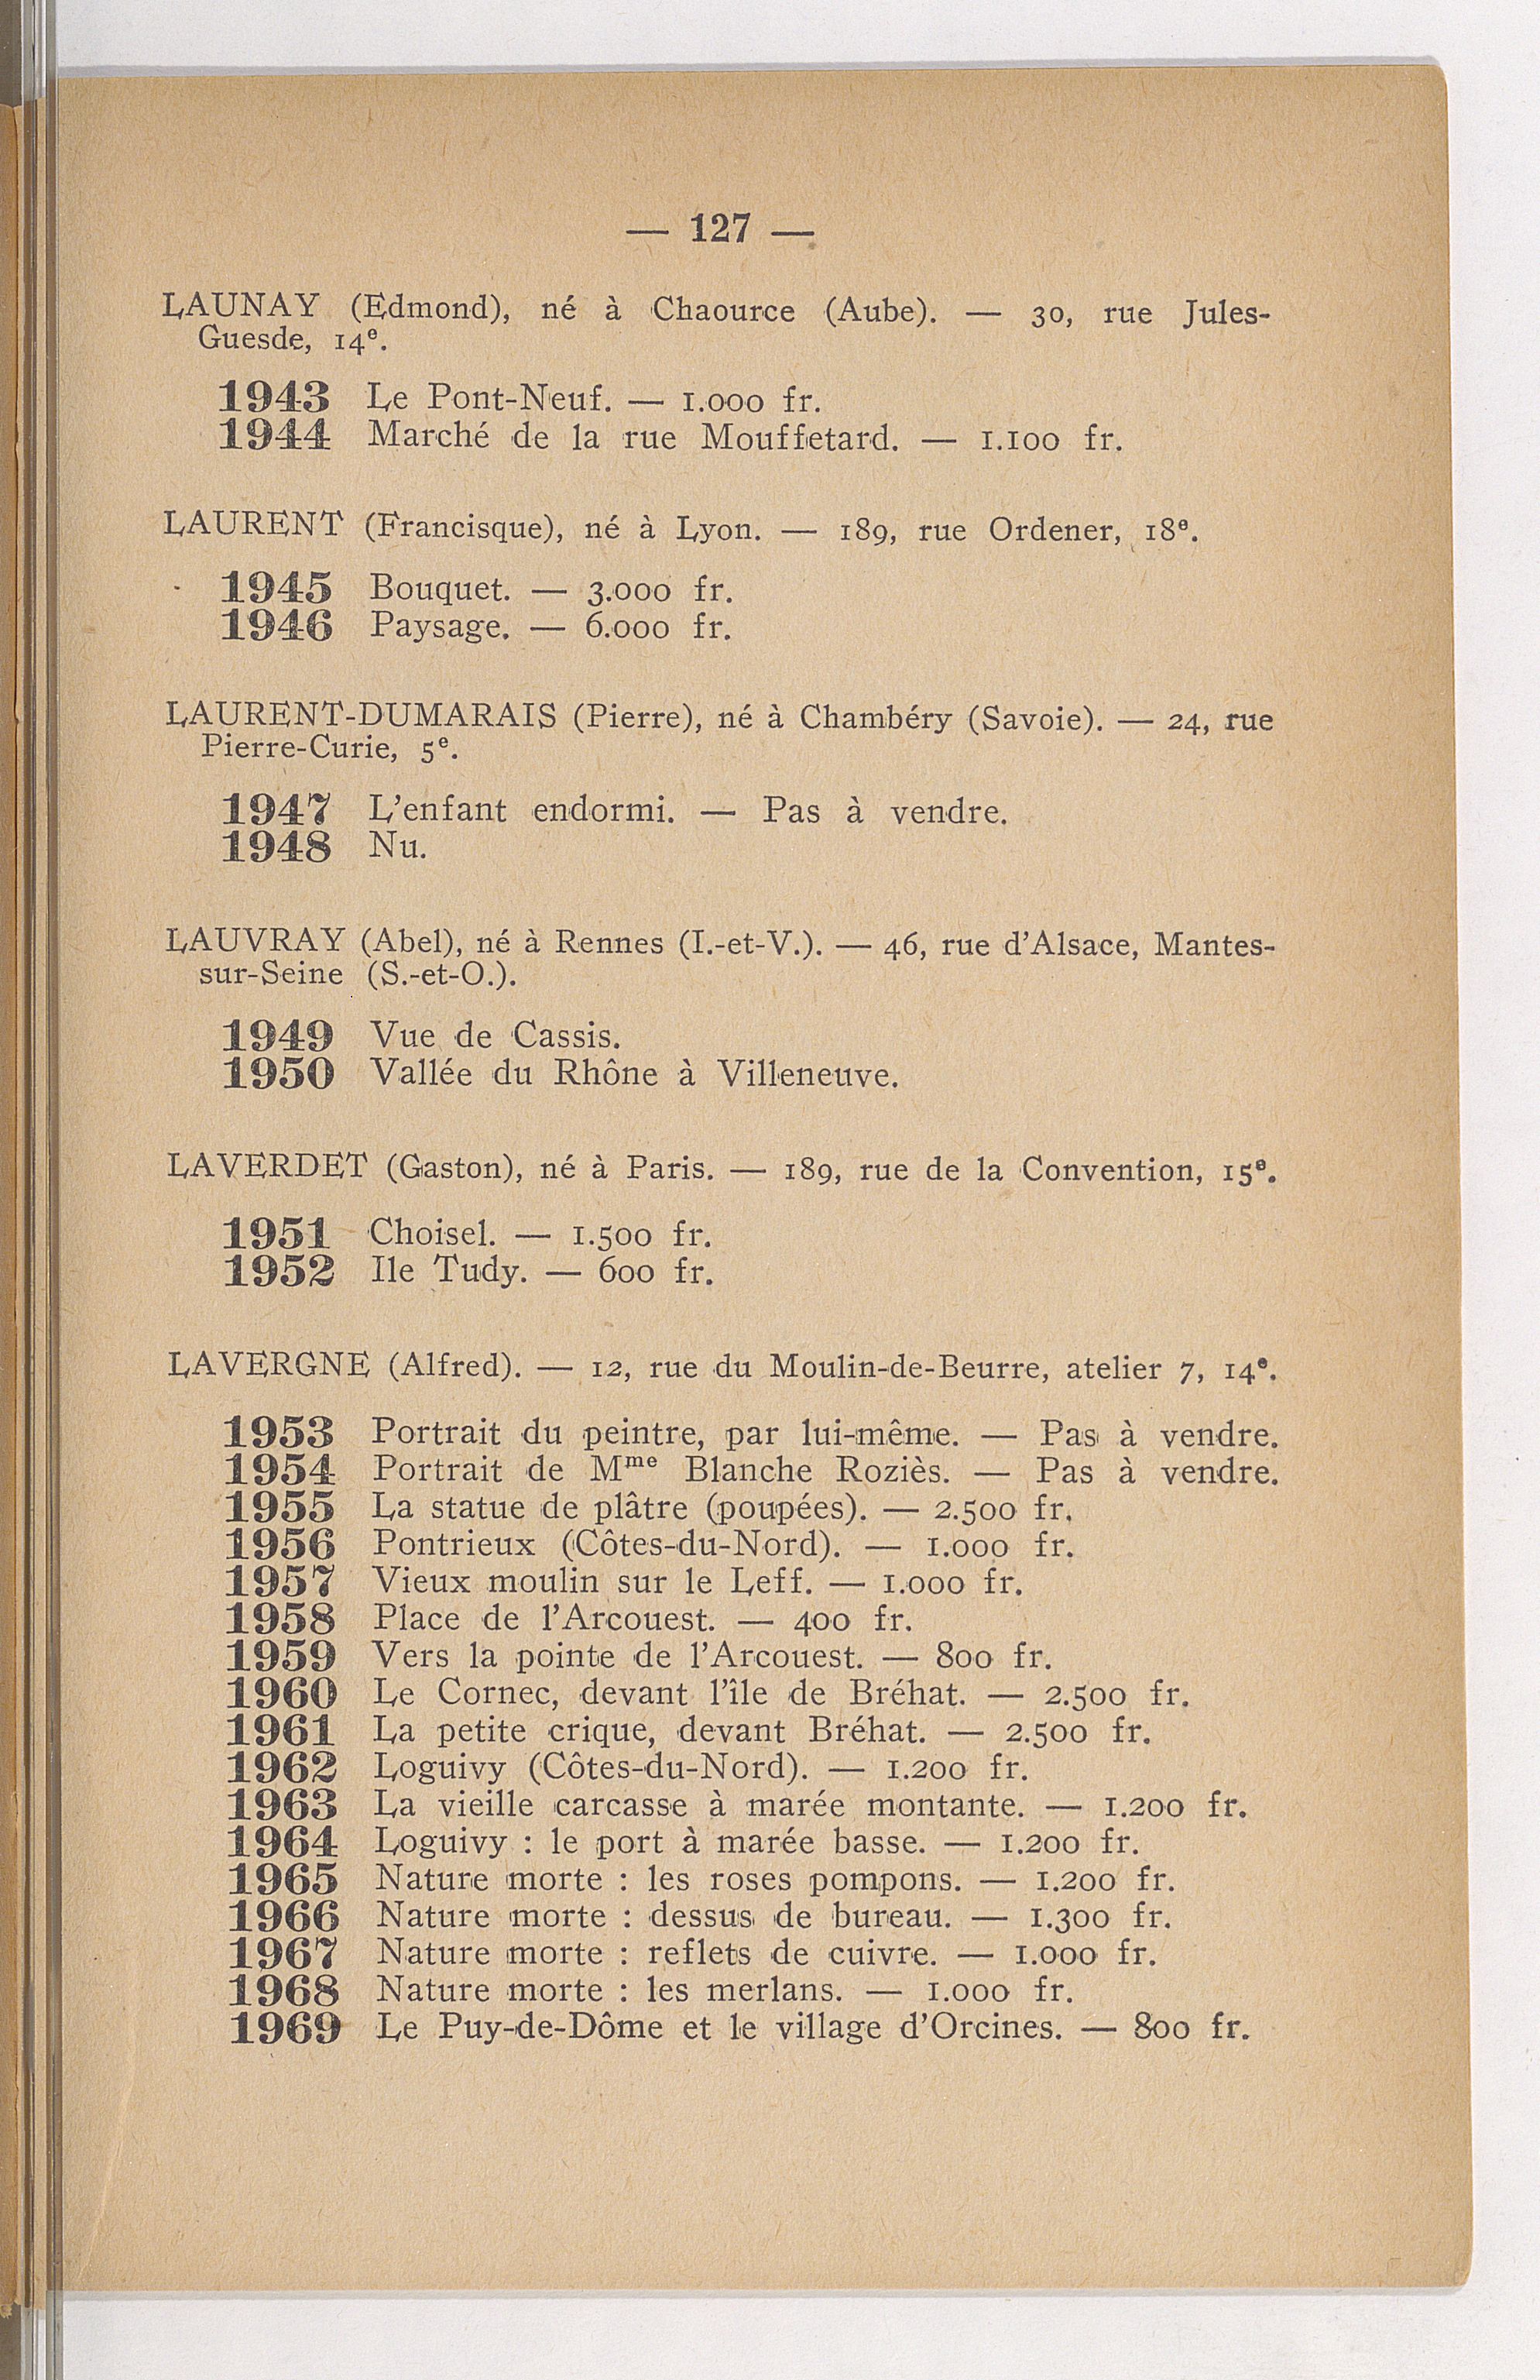 — 127 —
LAUNAY (Edmond), né à Chaource (Aube). — 30, rue Jules-
Guesde, 14e.
1943 Le Pont-Neuf. — 1.000 fr.
1944 Marché de la rue Mouffetard. — 1.100 fr.
LAURENT (Francisque), né à Lyon. — 189, rue Ordener, 18e.
1945 Bouquet. — 3.000 fr.
1946 Paysage. — 6.000 fr.
LAURENT-DUMARAIS (Pierre), né à Chambéry (Savoie). — 24, rue
Pierre-Curie, 5e.
1947 L'enfant endormi. — Pas à vendre.
1948 Nu.
LAUVRAY (Abel), né à Rennes (I.-et-V.). — 46, rue d'Alsace, Mantes-
sur-Seine (S.-et-O.).
1949 Vue de Cassis.
1950 Vallée du Rhône à Villeneuve.
LAVERDET (Gaston), né à Paris. — 189, rue de la Convention, 15e.
1951 Choisel. — 1.500 fr.
1952 Ile Tudy. — 600 fr.
LAVERGNE (Alfred). — 12, rue du Moulin-de-Beurre, atelier 7, 14e.
1953 Portrait du peintre, par lui-même. — Pas à vendre.
1954 Portrait de Mme Blanche Roziès. — Pas à vendre.
1955 La statue de plâtre (poupées). — 2.500 fr.
1956 Pontrieux (Côtes-du-Nord). — 1.000 fr.
1957 Vieux moulin sur le Leff. — 1.000 fr.
1958 Place de l'Arcouest. — 400 fr.
1959 Vers la pointe de l'Arcouest. — 800 fr.
1960 Le Cornec, devant l'île de Bréhat. — 2.500 fr.
1961 La petite crique, devant Bréhat. — 2.500 fr.
1962 Loguivy (Côtes-du-Nord). — 1.200 fr.
1963 La vieille carcasse à marée montante. — 1.200 fr.
1964 Loguivy : le port à marée basse. — 1.200 fr.
1965 Nature morte : les roses pompons. — 1.200 fr.
1966 Nature morte : dessus de bureau. — 1.300 fr.
1967 Nature morte : reflets de cuivre. — 1.000 fr.
1968 Nature morte : les merlans. — 1.000 fr.
1969 Le Puy-de-Dôme et le village d'Orcines. — 800 fr.